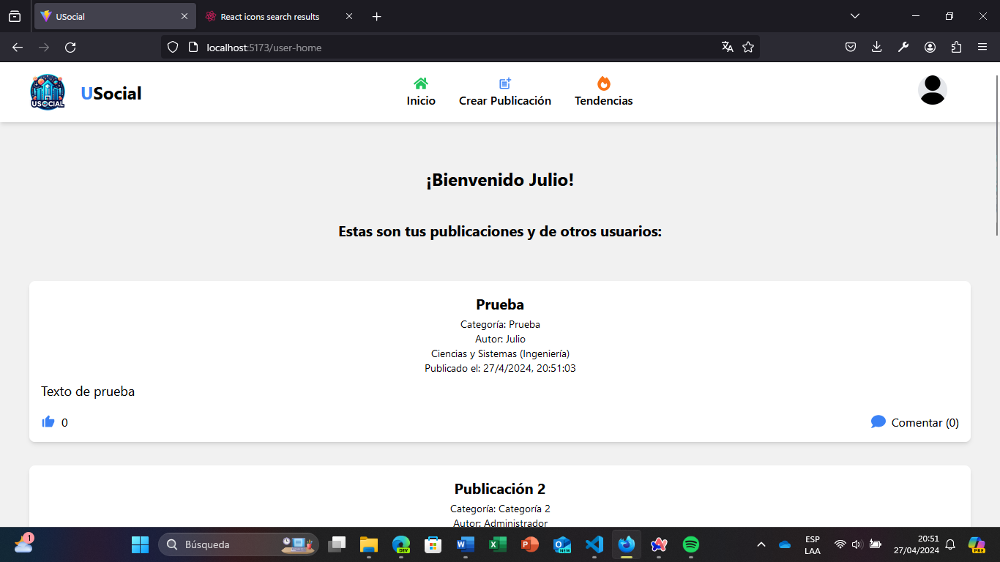 USocial
React icons search results
localhost:5173/user-home
USOCIAL
USocial
Inicio
Crear Publicación
Tendencias
¡Bienvenido Julio!
Estas son tus publicaciones y de otros usuarios:
Prueba
Categoría: Prueba
Autor: Julio
Ciencias y Sistemas (Ingeniería)
Publicado el: 27/4/2024, 20:51:03
Texto de prueba
0
Comentar (0)
Publicación 2
Categoría: Categoría 2
Autor: Administrador
1
Búsqueda
DEV
NEW
ESP
LAA
20:51
27/04/2024
PRE